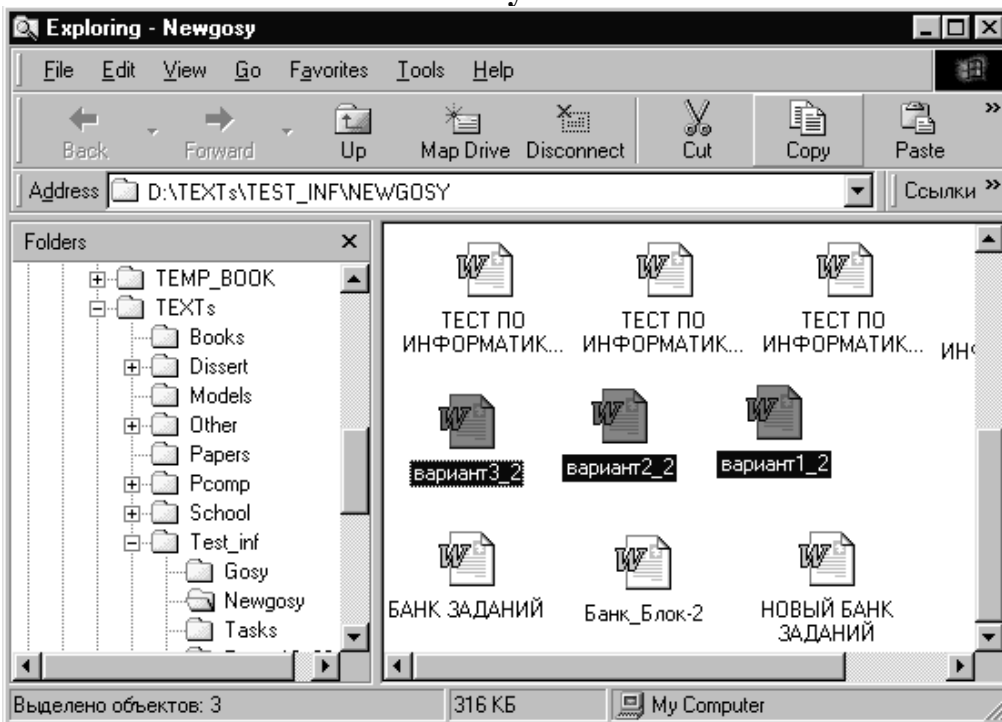 y
Exploring - Newgosy
File Edit View Go Favorites Tools Help
Back Forward Up Map Drive Disconnect Cut Copy Paste »
Address D:\TEXTs\TEST_INF\NEWGOSY Ссылки »
Folders
TEMP_BOOK
TEXTs
Books
Dissert
Models
Other
Papers
Pcomp
School
Test_inf
Gosy
Newgosy
Tasks
ТЕСТ ПО
ИНФОРМАТИК...
ТЕСТ ПО
ИНФОРМАТИК...
ТЕСТ ПО
ИНФОРМАТИК...
ИНФ
вариант3_2
вариант2_2
вариант1_2
БАНК ЗАДАНИЙ
Банк_Блок-2
НОВЫЙ БАНК
ЗАДАНИЙ
Выделено объектов: 3 316 КБ My Computer